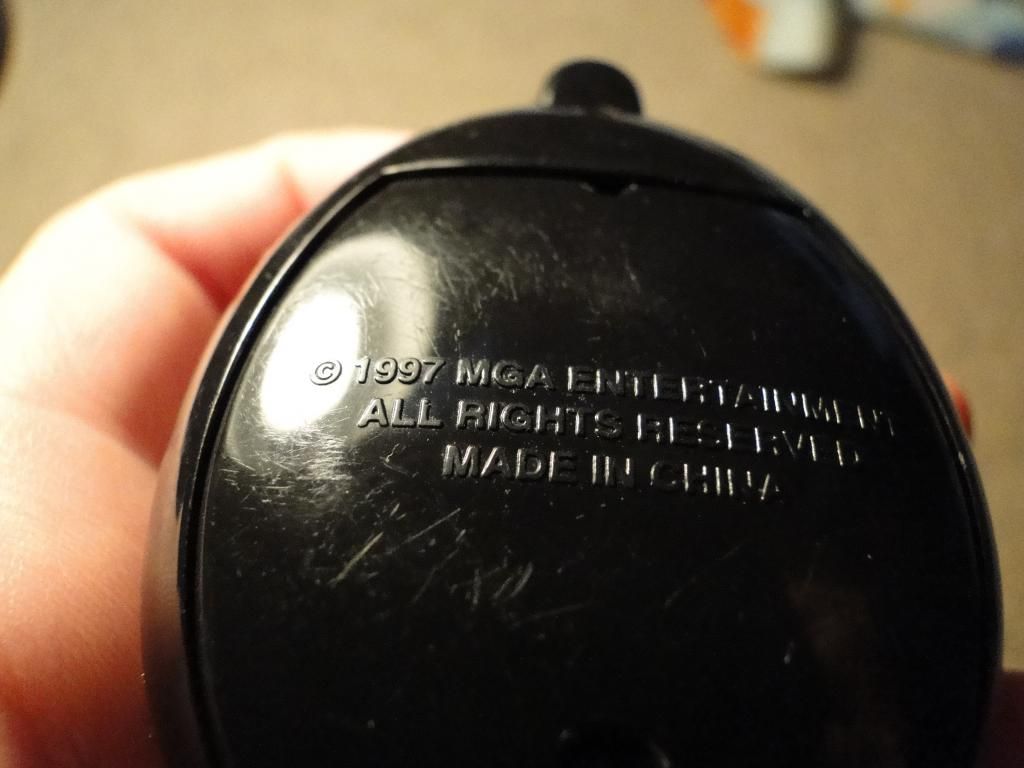 © 1997 MGA ENTERTAINMENT
ALL RIGHTS RESERVED
MADE IN CHINA